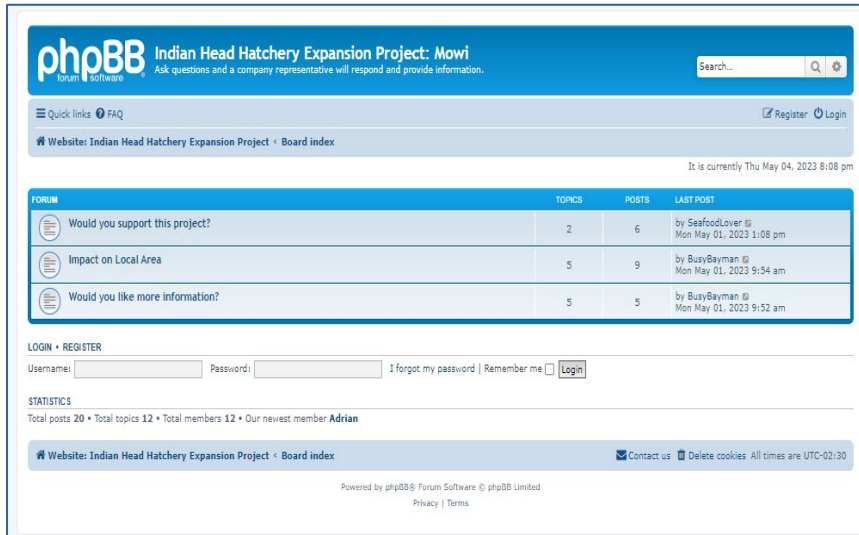 phpBB
forum software
Indian Head Hatchery Expansion Project: Mowi
Ask questions and a company representative will respond and provide information.
Search...
Quick links FAQ
Register Login
Website: Indian Head Hatchery Expansion Project ‹ Board index
It is currently Thu May 04, 2023 8:08 pm
FORUM TOPICS POSTS LAST POST
Would you support this project? 2 6 by SeafoodLover
Mon May 01, 2023 1:08 pm
Impact on Local Area 5 9 by BusyBayman
Mon May 01, 2023 9:54 am
Would you like more information? 5 5 by BusyBayman
Mon May 01, 2023 9:52 am
LOGIN • REGISTER
Username: Password: I forgot my password | Remember me Login
STATISTICS
Total posts 20 • Total topics 12 • Total members 12 • Our newest member Adrian
Website: Indian Head Hatchery Expansion Project ‹ Board index
Contact us Delete cookies All times are UTC-02:30
Powered by phpBB® Forum Software © phpBB Limited
Privacy | Terms